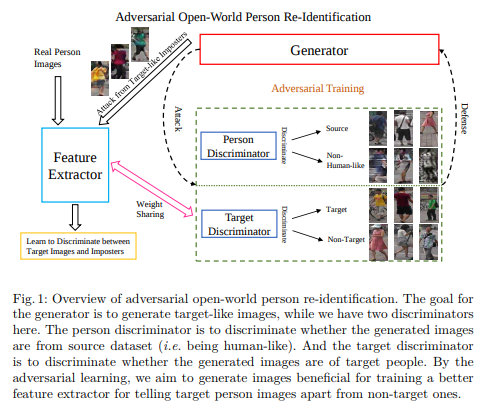 Adversarial Open-World Person Re-Identification
Real Person
Images
Attack from Target-like Imposters
Generator
Adversarial Training
Attack
Defense
Feature
Extractor
Person
Discriminator
Discriminate
Source
Non-
Human-like
Weight
Sharing
Target
Discriminator
Discriminate
Target
Non-Target
Learn to Discriminate between
Target Images and Imposters
Fig. 1: Overview of adversarial open-world person re-identification. The goal for
the generator is to generate target-like images, while we have two discriminators
here. The person discriminator is to discriminate whether the generated images
are from source dataset (i.e. being human-like). And the target discriminator
is to discriminate whether the generated images are of target people. By the
adversarial learning, we aim to generate images beneficial for training a better
feature extractor for telling target person images apart from non-target ones.